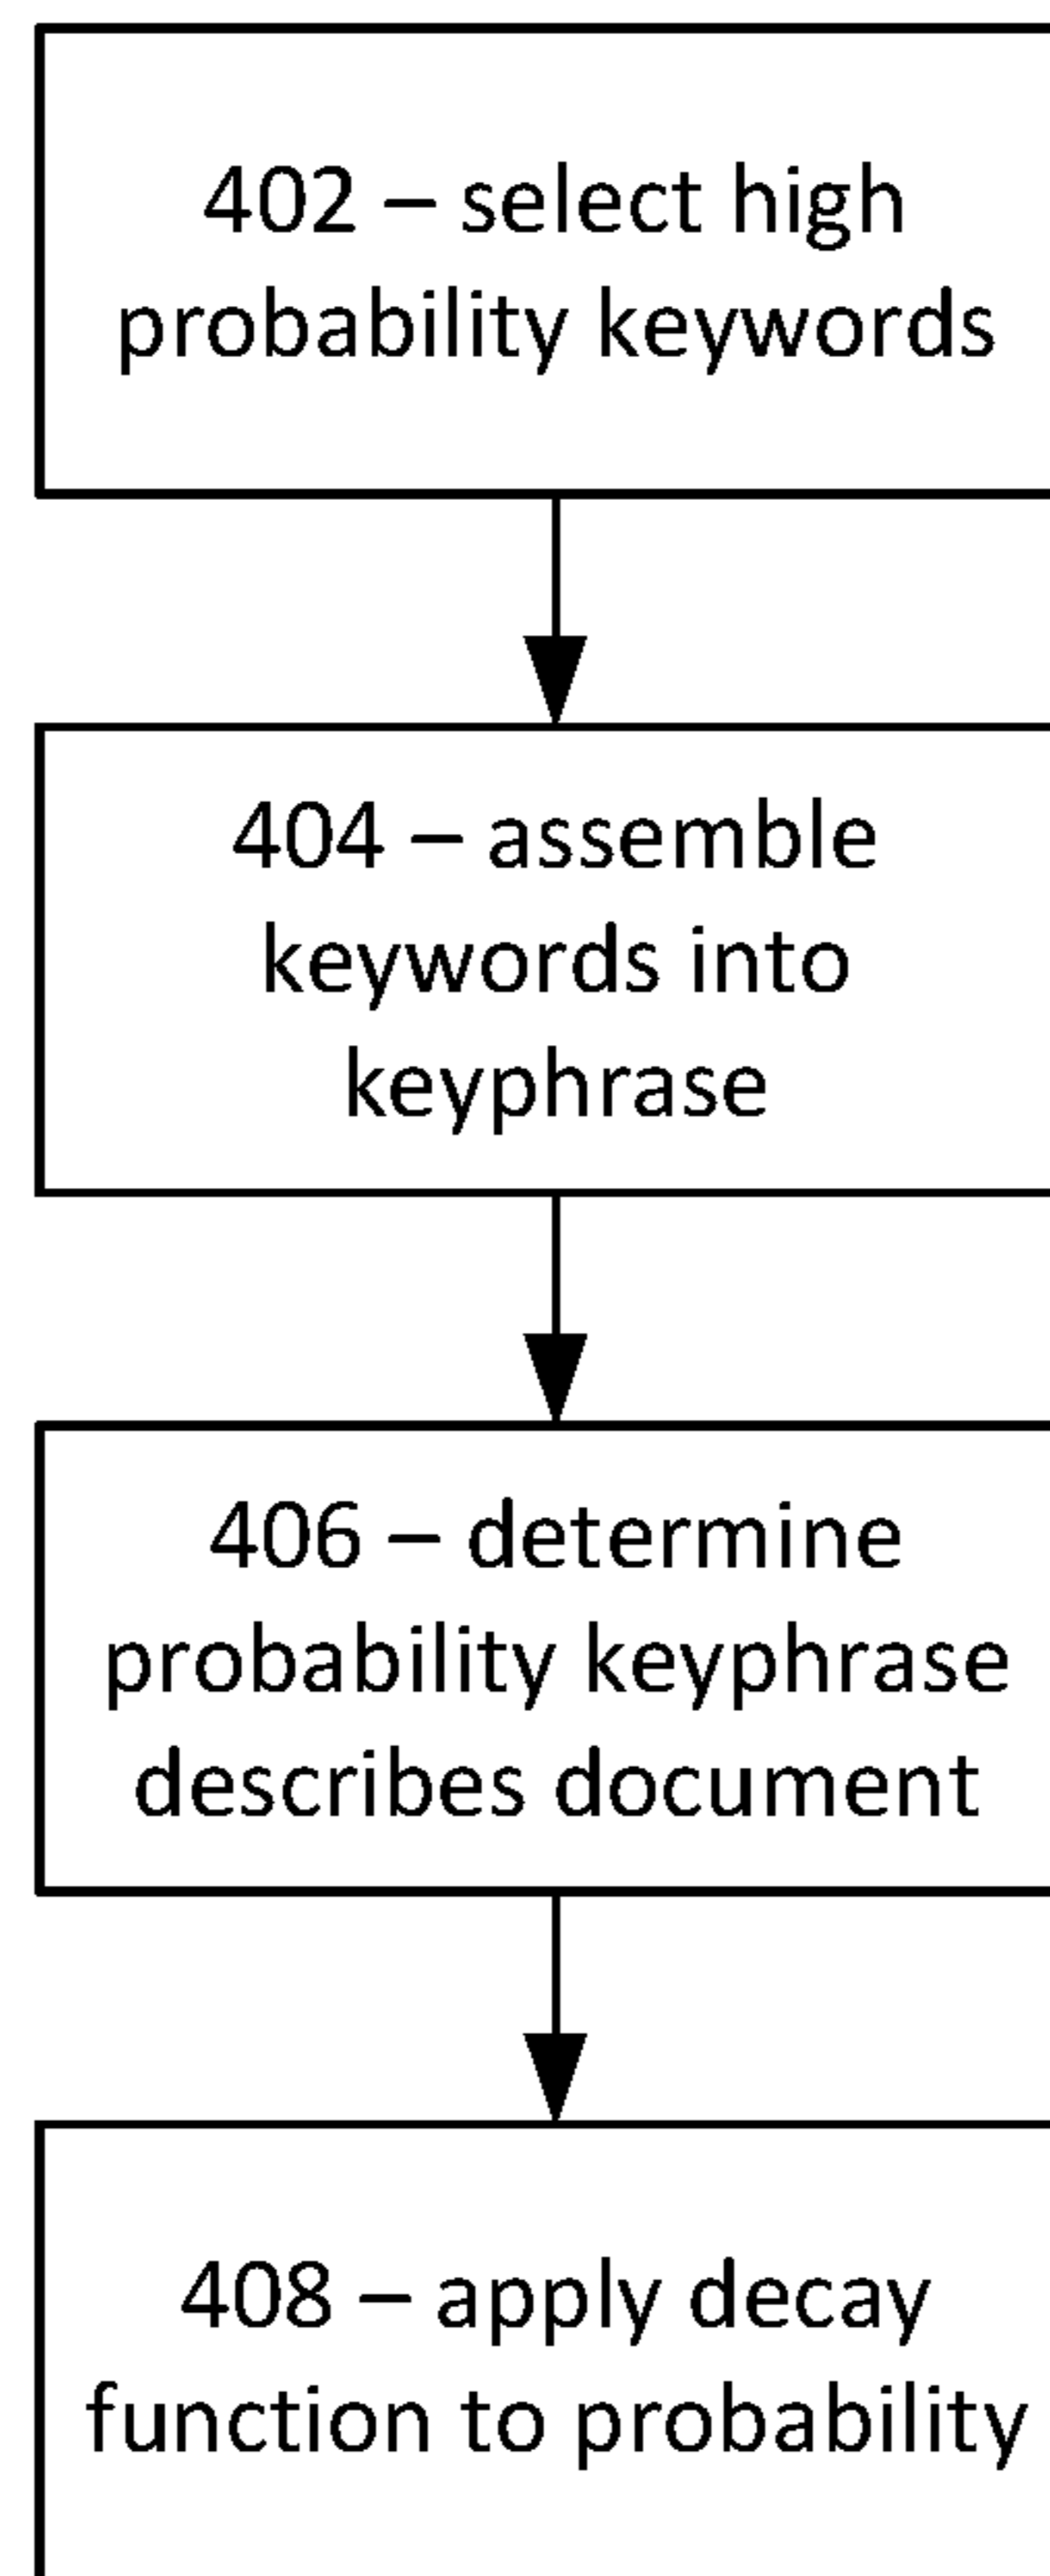 402 – select high
probability keywords
404 – assemble
keywords into
keyphrase
406 – determine
probability keyphrase
describes document
408 – apply decay
function to probability